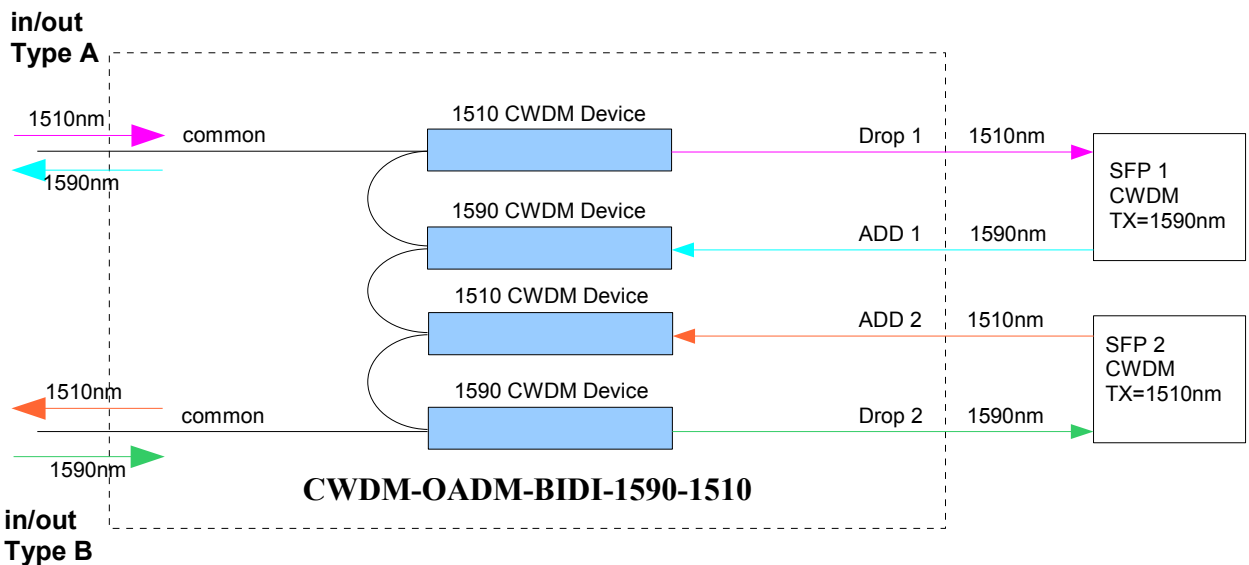 in/out
Type A
1510nm
common
1590nm
1510 CWDM Device
Drop 1
1510nm
SFP 1
CWDM
TX=1590nm
1590 CWDM Device
ADD 1
1590nm
1510 CWDM Device
ADD 2
1510nm
SFP 2
CWDM
TX=1510nm
1590 CWDM Device
Drop 2
1590nm
1510nm
common
1590nm
CWDM-OADM-BIDI-1590-1510
in/out
Type B